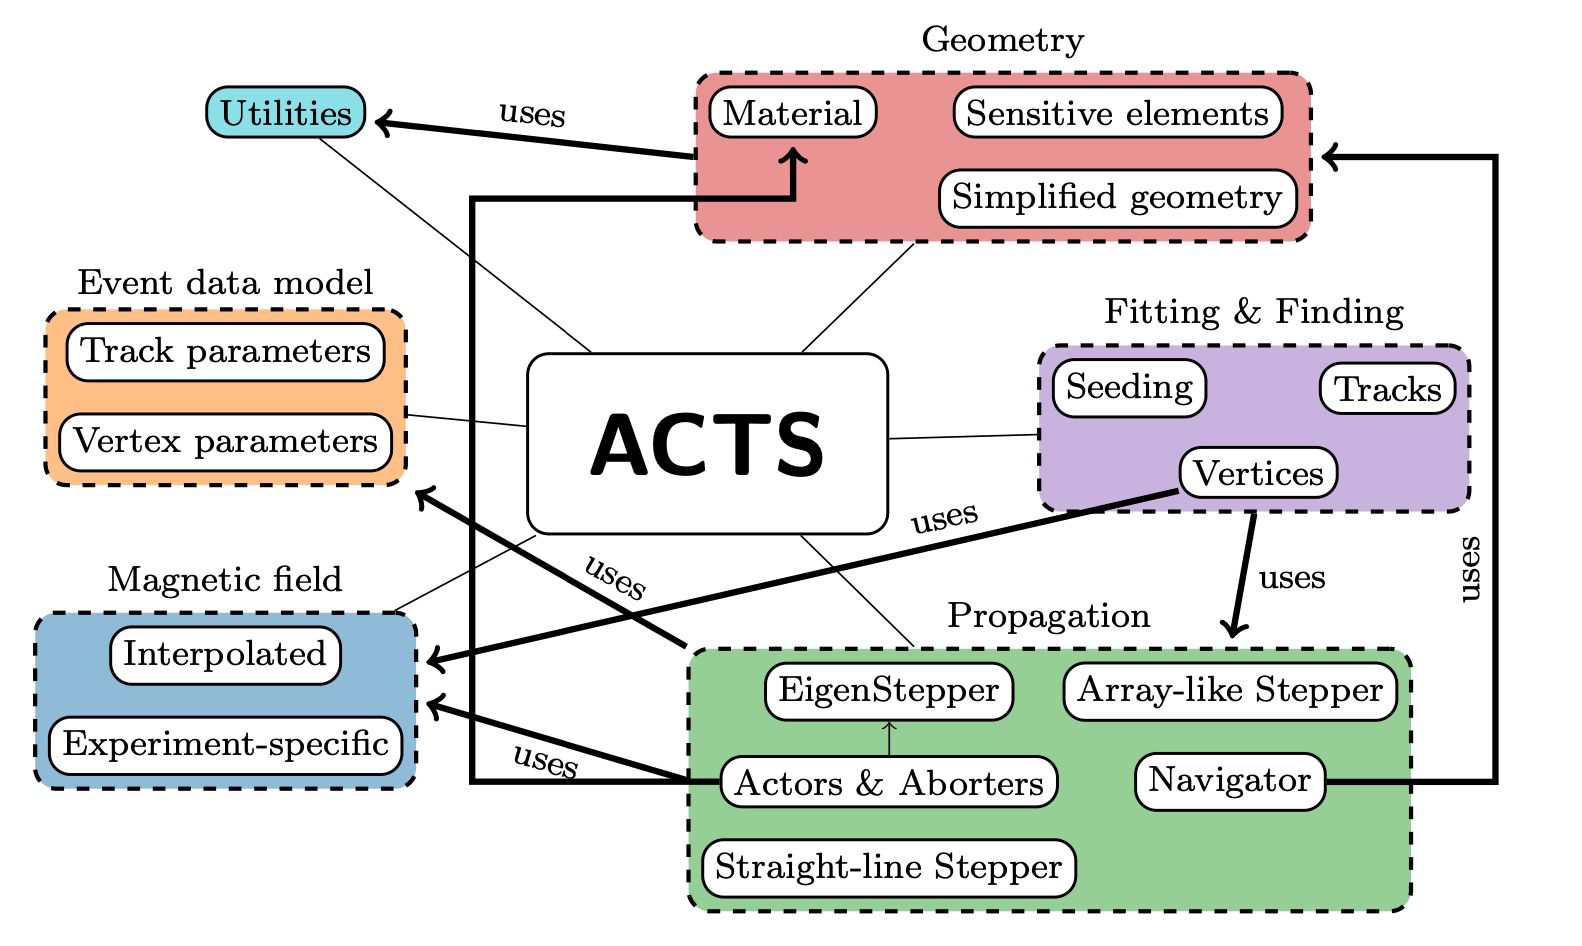 Geometry
Utilities
uses
Material
Sensitive elements
Simplified geometry
Event data model
Track parameters
Vertex parameters
ACTS
Fitting & Finding
Seeding
Tracks
Vertices
uses
uses
uses
uses
Magnetic field
Interpolated
Experiment-specific
uses
Propagation
EigenStepper
Array-like Stepper
Actors & Aborters
Navigator
Straight-line Stepper